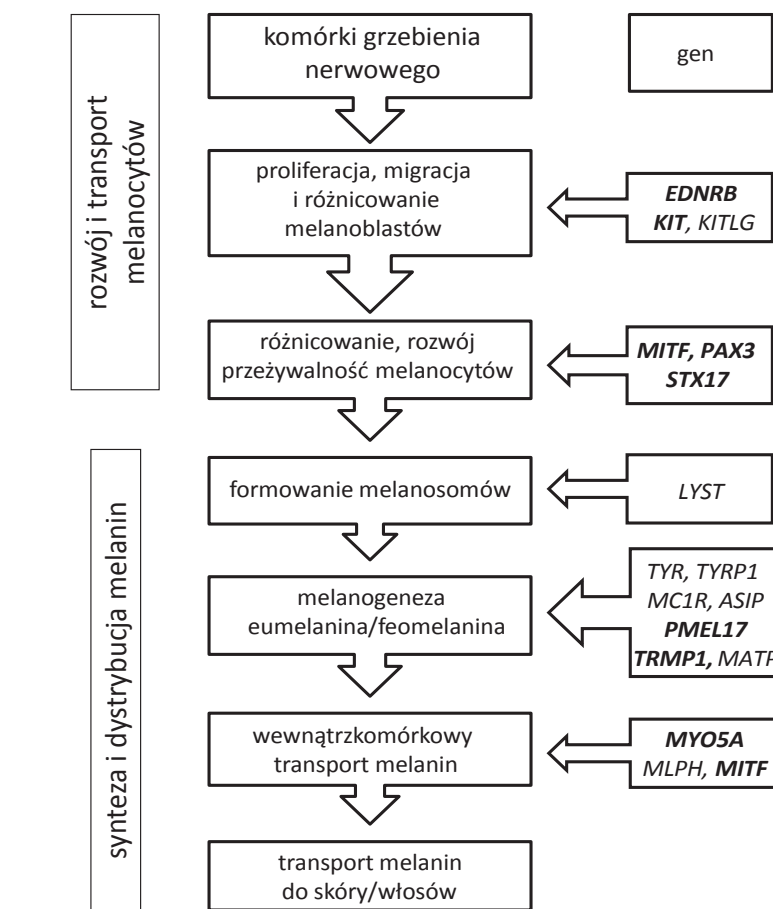 rozwój i transport
melanocytów
komórki grzebienia
nerwowego
gen
proliferacja, migracja
i różnicowanie
melanoblastów
EDNRB
KIT, KITLG
różnicowanie, rozwój
przeżywalność melanocytów
MITF, PAX3
STX17
synteza i dystrybucja melanin
formowanie melanosomów
LYST
melanogeneza
eumelanina/feomelanina
TYR, TYRP1
MC1R, ASIP
PMEL17
TRMP1, MATP
wewnątrzkomórkowy
transport melanin
MYO5A
MLPH, MITF
transport melanin
do skóry/włosów